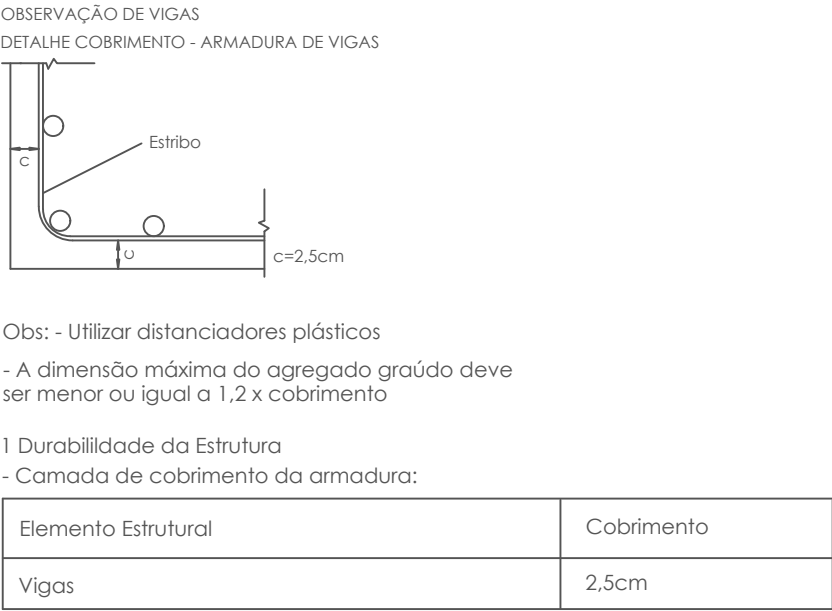 OBSERVAÇÃO DE VIGAS
DETALHE COBRIMENTO - ARMADURA DE VIGAS
Estribo
c
c
c=2,5cm
Obs: - Utilizar distanciadores plásticos
- A dimensão máxima do agregado graúdo deve
ser menor ou igual a 1,2 x cobrimento
1 Durabilildade da Estrutura
- Camada de cobrimento da armadura:
Elemento Estrutural Cobrimento
Vigas 2,5cm